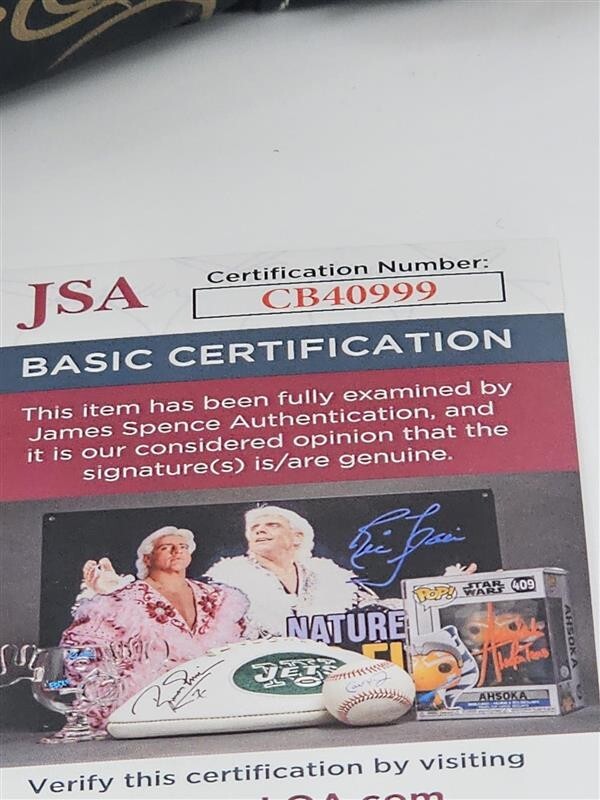 JSA
Certification Number:
CB40999
BASIC CERTIFICATION
This item has been fully examined by
James Spence Authentication, and
it is our considered opinion that the
signature(s) is/are genuine.
NATURE
POP!
STAR
WARS
409
AHSOKA
AHSOKA
JETS
Verify this certification by visiting